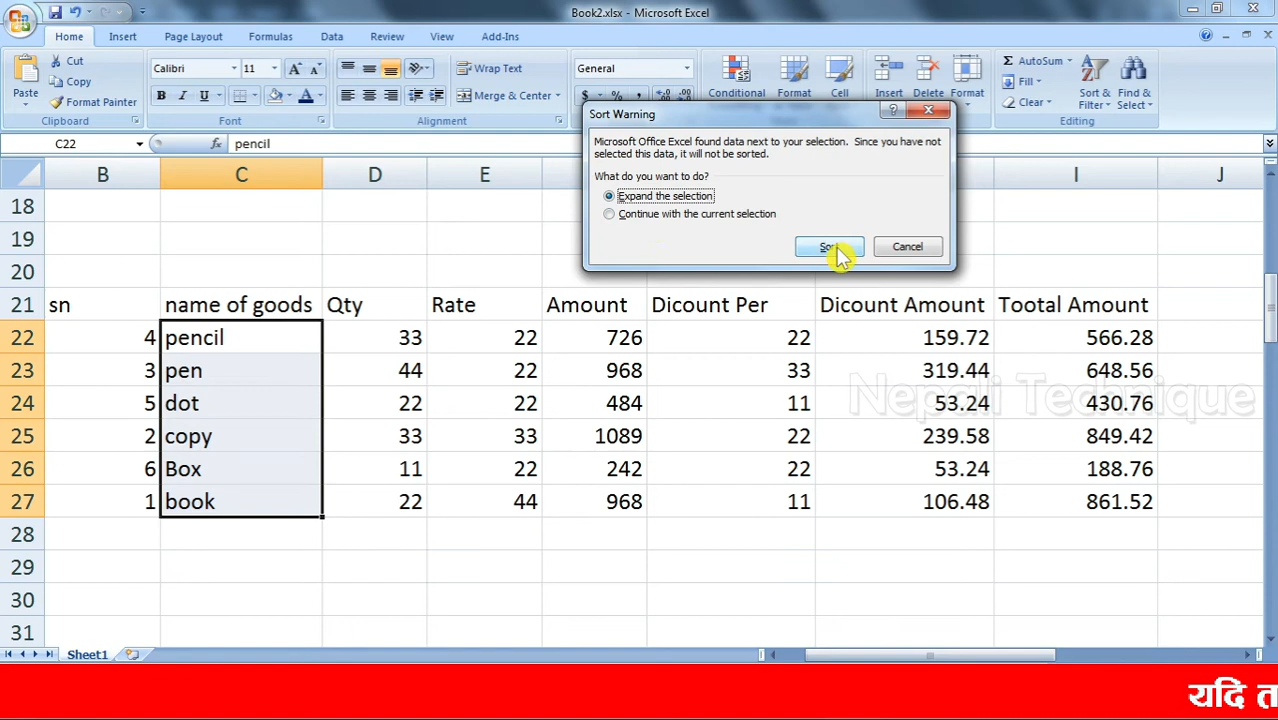 Book2.xlsx - Microsoft Excel
Home Insert Page Layout Formulas Data Review View Add-Ins
Cut
Copy
Format Painter
Paste
Clipboard
Calibri 11
Font
Wrap Text
Merge & Center
Alignment
General
Conditional Format Cell
Insert Delete Format
AutoSum
Fill
Clear
Sort & Filter
Find & Select
Editing
Sort Warning
Microsoft Office Excel found data next to your selection. Since you have not
selected this data, it will not be sorted.
What do you want to do?
Expand the selection
Continue with the current selection
Cancel
C22 fx pencil
B C D E I J
18
19
20
21 sn name of goods Qty Rate Amount Dicount Per Dicount Amount Tootal Amount
22 4 pencil 33 22 726 22 159.72 566.28
23 3 pen 44 22 968 33 319.44 648.56
24 5 dot 22 22 484 11 53.24 430.76
Nepali Technique
25 2 copy 33 33 1089 22 239.58 849.42
26 6 Box 11 22 242 22 53.24 188.76
27 1 book 22 44 968 11 106.48 861.52
28
29
30
31
Sheet1
यदि त